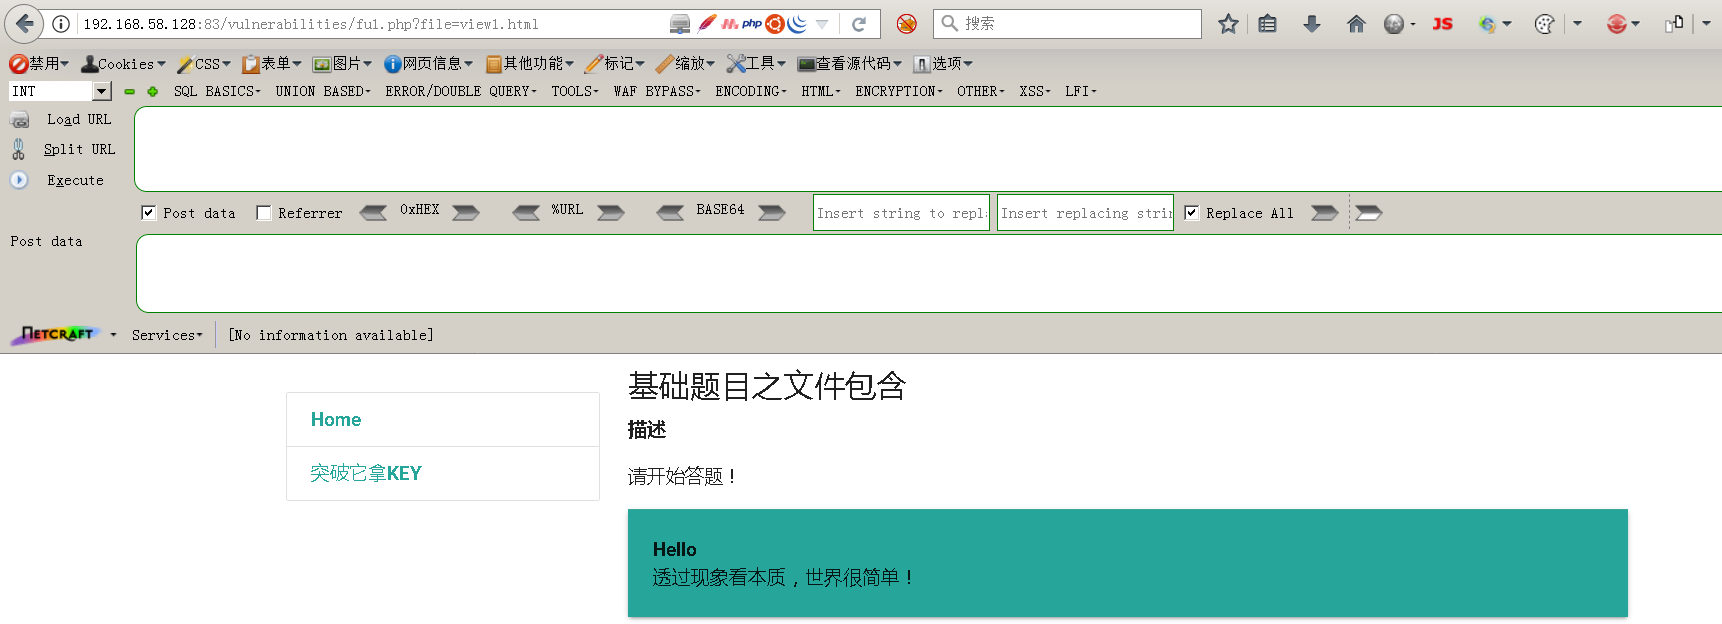 192.168.58.128:83/vulnerabilities/fu1.php?file=view1.html php 搜索 JS
禁用 Cookies CSS 表单 图片 网页信息 其他功能 标记 缩放 工具 查看源代码 选项
INT SQL BASICS UNION BASED ERROR/DOUBLE QUERY TOOLS WAF BYPASS ENCODING HTML ENCRYPTION OTHER XSS LFI
Load URL
Split URL
Execute
Post data Referrer 0xHEX %URL BASE64 Insert string to repl Insert replacing strin Replace All
Post data
NETCRAFT Services [No information available]
基础题目之文件包含
Home
描述
突破它拿KEY
请开始答题！
Hello
透过现象看本质，世界很简单！